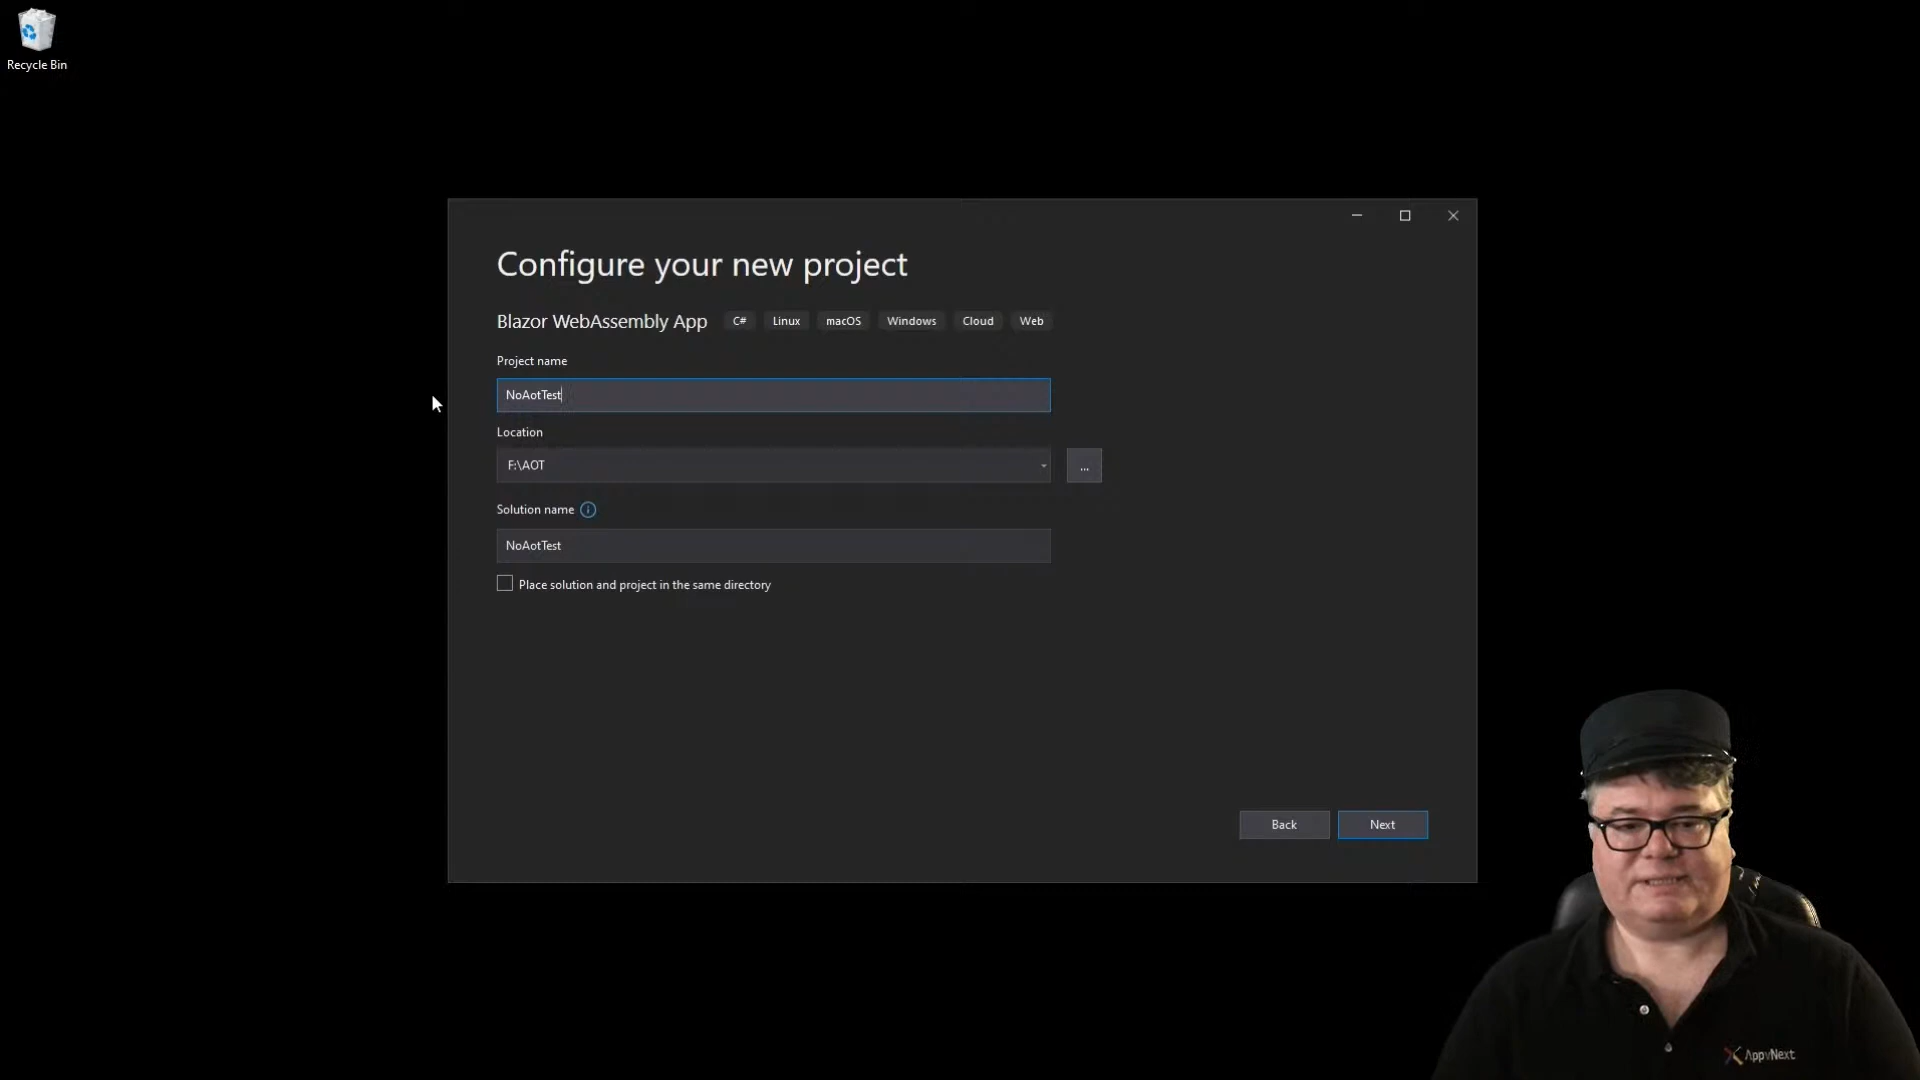 Recycle Bin
Configure your new project
Blazor WebAssembly App C# Linux macOS Windows Cloud Web
Project name
NoAotTest
Location
F:\AOT
...
Solution name
NoAotTest
Place solution and project in the same directory
Back Next
AppvNext